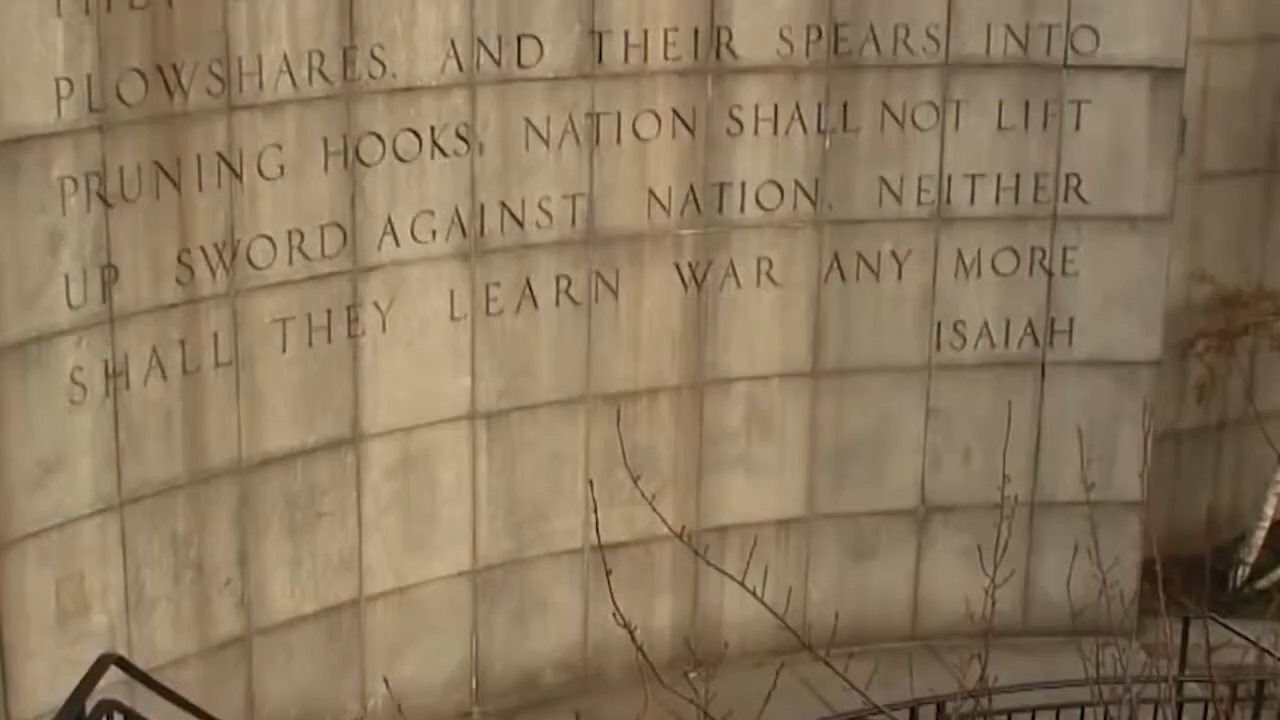 PLOWSHARES. AND THEIR SPEARS INTO
PRUNING HOOKS. NATION SHALL NOT LIFT
UP SWORD AGAINST NATION. NEITHER
SHALL THEY LEARN WAR ANY MORE
ISAIAH